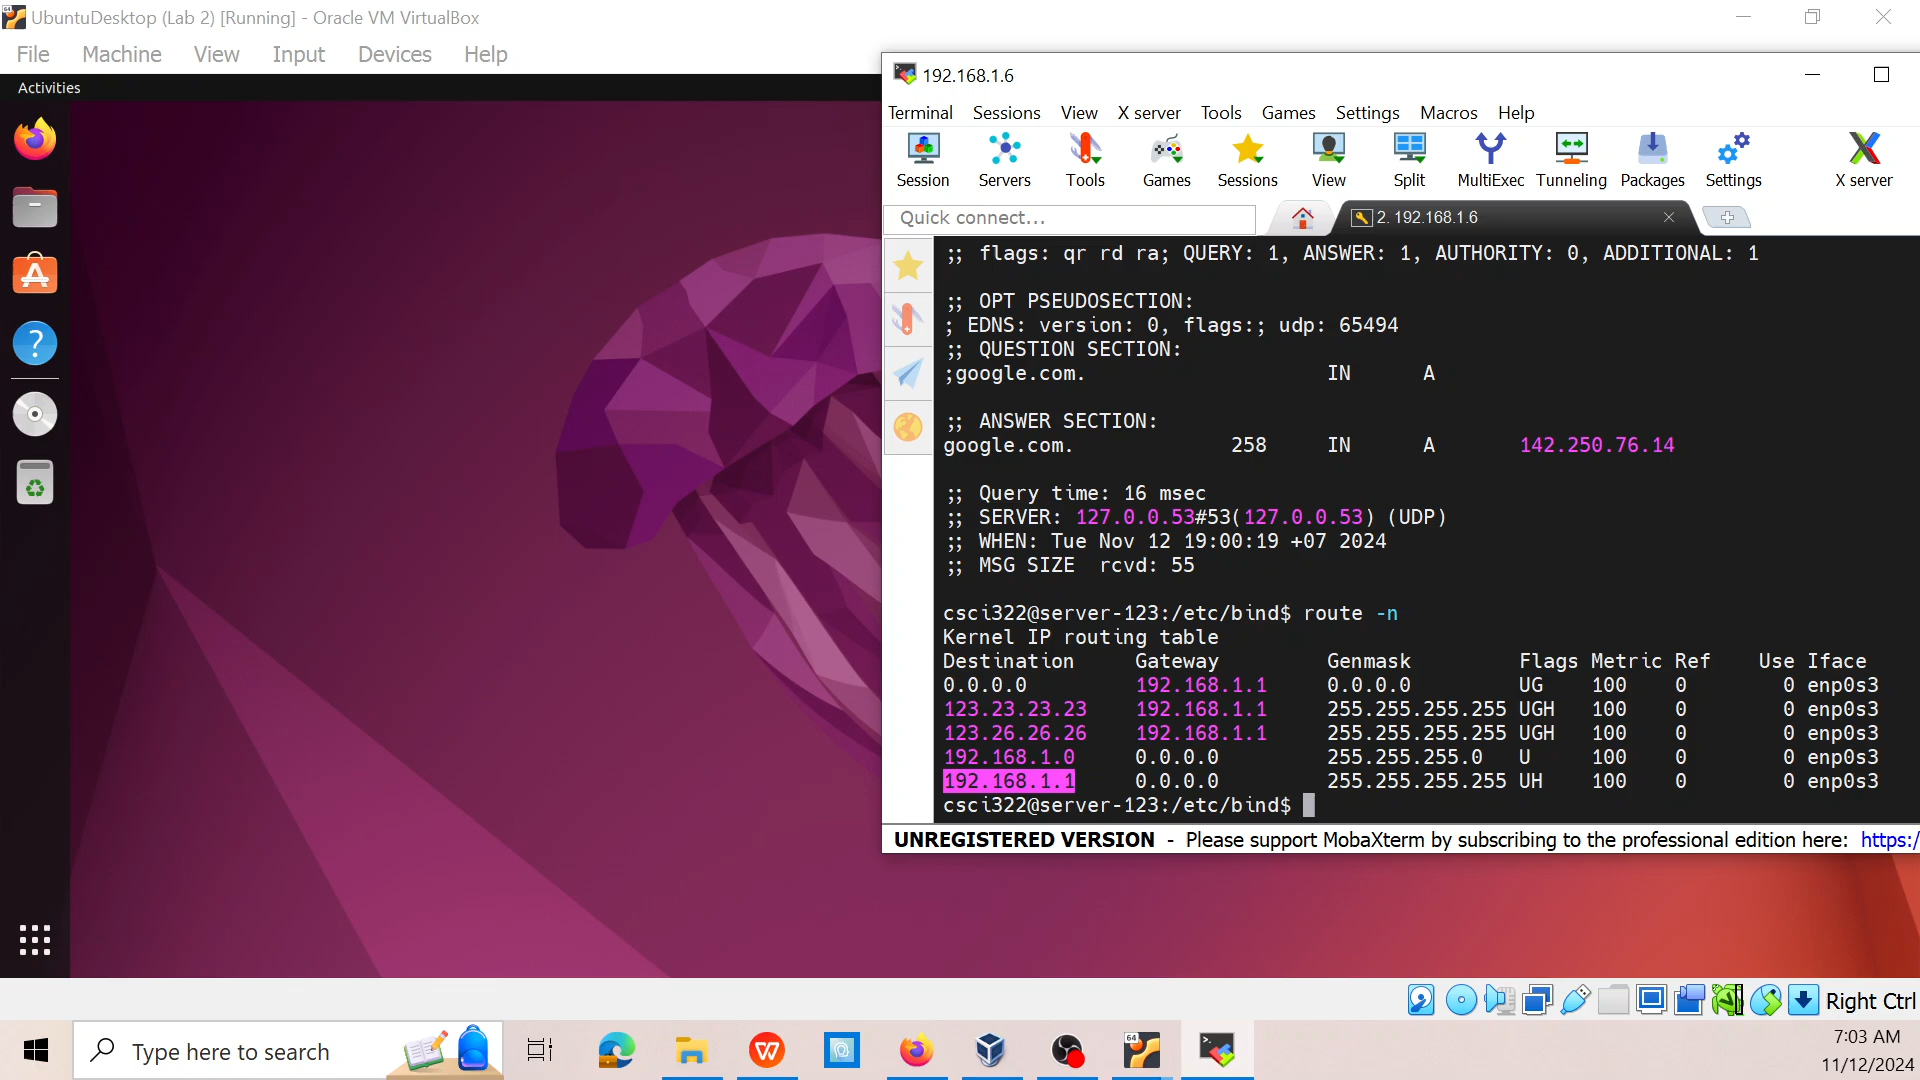 UbuntuDesktop (Lab 2) [Running] - Oracle VM VirtualBox
File Machine View Input Devices Help
Activities
192.168.1.6
Terminal Sessions View X server Tools Games Settings Macros Help
Session Servers Tools Games Sessions View Split MultiExec Tunneling Packages Settings X server
Quick connect...
2. 192.168.1.6
;; flags: qr rd ra; QUERY: 1, ANSWER: 1, AUTHORITY: 0, ADDITIONAL: 1
;; OPT PSEUDOSECTION:
; EDNS: version: 0, flags:; udp: 65494
;; QUESTION SECTION:
;google.com. IN A
;; ANSWER SECTION:
google.com. 258 IN A 142.250.76.14
;; Query time: 16 msec
;; SERVER: 127.0.0.53#53(127.0.0.53) (UDP)
;; WHEN: Tue Nov 12 19:00:19 +07 2024
;; MSG SIZE rcvd: 55
csci322@server-123:/etc/bind$ route -n
Kernel IP routing table
Destination Gateway Genmask Flags Metric Ref Use Iface
0.0.0.0 192.168.1.1 0.0.0.0 UG 100 0 0 enp0s3
123.23.23.23 192.168.1.1 255.255.255.255 UGH 100 0 0 enp0s3
123.26.26.26 192.168.1.1 255.255.255.255 UGH 100 0 0 enp0s3
192.168.1.0 0.0.0.0 255.255.255.0 U 100 0 0 enp0s3
192.168.1.1 0.0.0.0 255.255.255.255 UH 100 0 0 enp0s3
csci322@server-123:/etc/bind$
UNREGISTERED VERSION - Please support MobaXterm by subscribing to the professional edition here: https:/
Right Ctrl
Type here to search
64
7:03 AM
11/12/2024